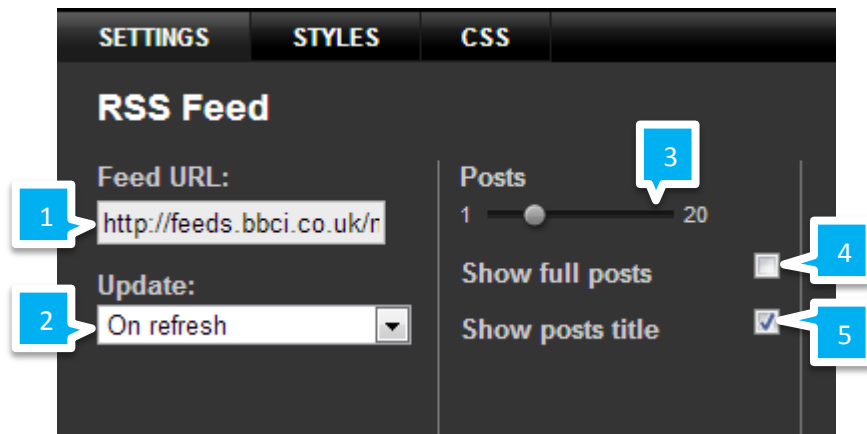 SETTINGS STYLES CSS
RSS Feed
Feed URL:
1
http://feeds.bbci.co.uk/r
Update:
2
On refresh
3
Posts
1 20
Show full posts
4
Show posts title
5